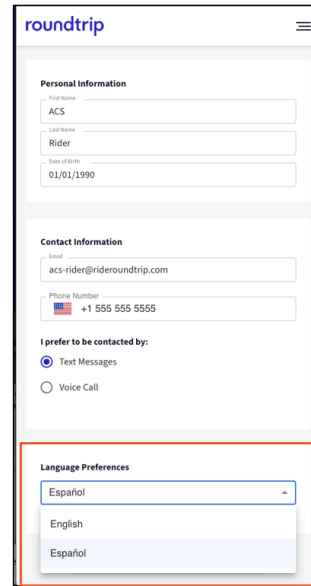 roundtrip
Personal Information
First Name
ACS
Last Name
Rider
Date of Birth
01/01/1990
Contact Information
Email
acs-rider@rideroundtrip.com
Phone Number
+1 555 555 5555
I prefer to be contacted by:
Text Messages
Voice Call
Language Preferences
Español
English
Español